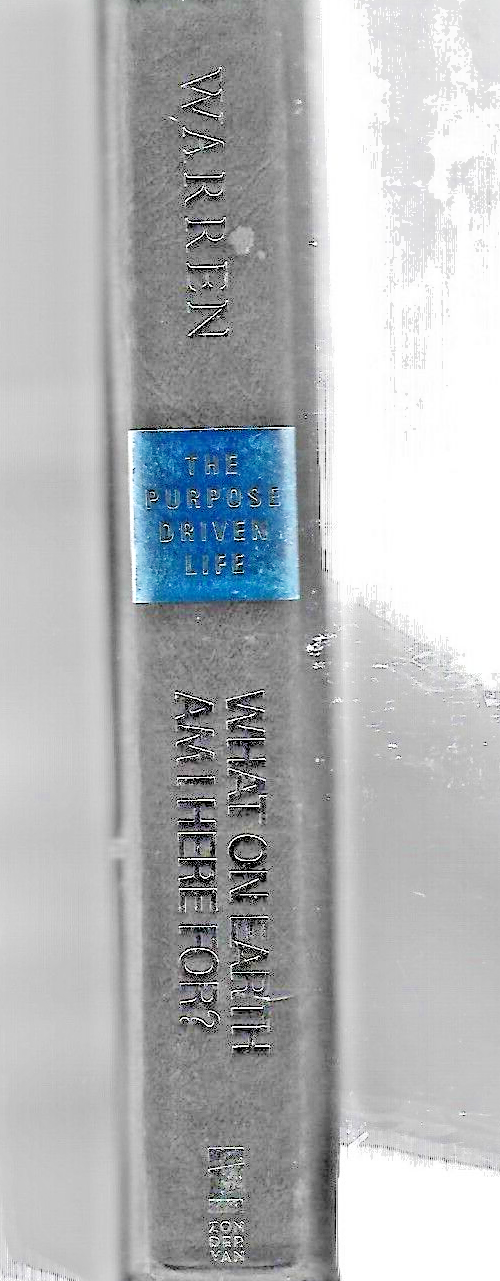 WARREN
THE
PURPOSE
DRIVEN
LIFE
WHAT ON EARTH
AM I HERE FOR?
ZON
DER
VAN